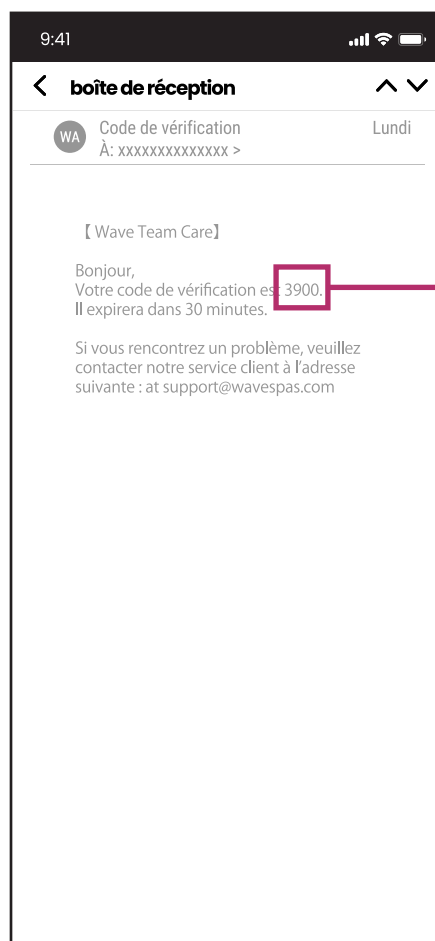 9:41
boîte de réception
WA
Code de vérification
Lundi
À: xxxxxxxxxxxxxx >
【 Wave Team Care】
Bonjour,
Votre code de vérification est 3900.
Il expirera dans 30 minutes.
Si vous rencontrez un problème, veuillez
contacter notre service client à l’adresse
suivante : at support@wavespas.com